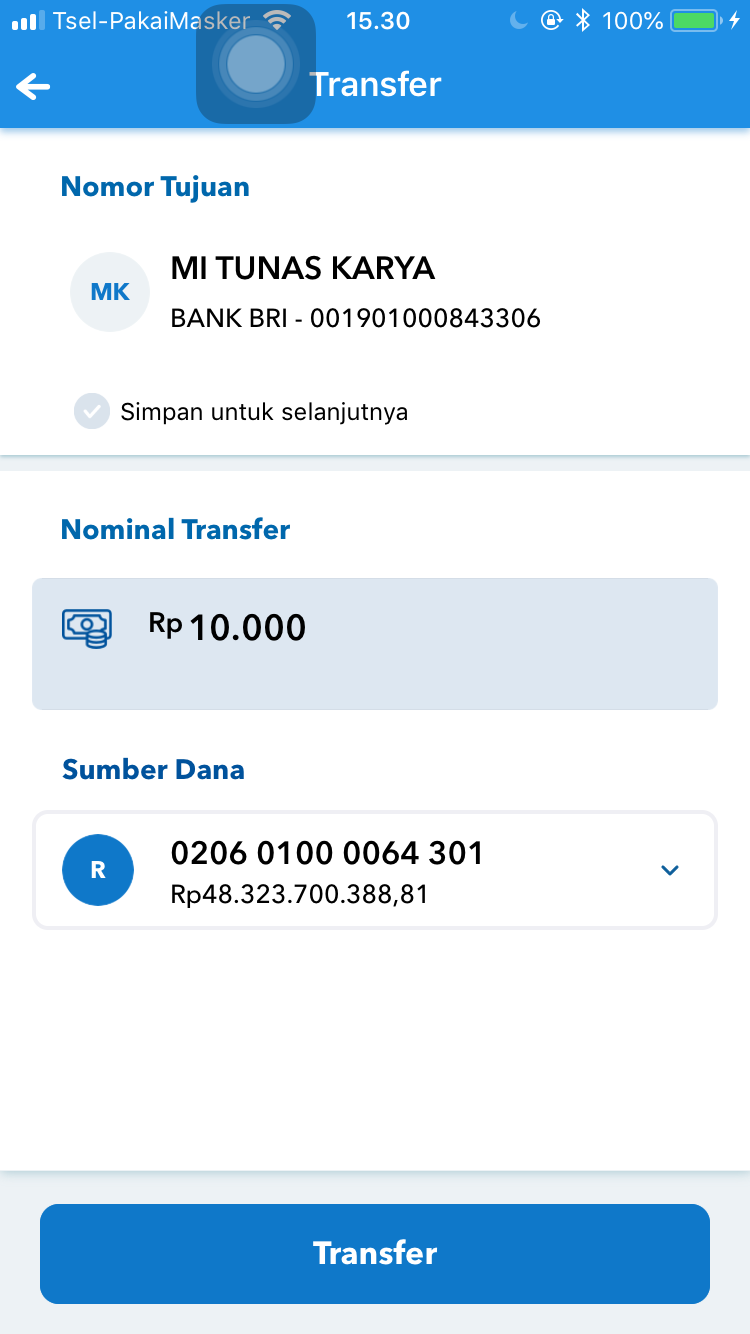 Tsel-PakaiMasker 15.30 100%
Transfer
Nomor Tujuan
MK
MI TUNAS KARYA
BANK BRI - 001901000843306
Simpan untuk selanjutnya
Nominal Transfer
Rp 10.000
Sumber Dana
R
0206 0100 0064 301
Rp48.323.700.388,81
Transfer